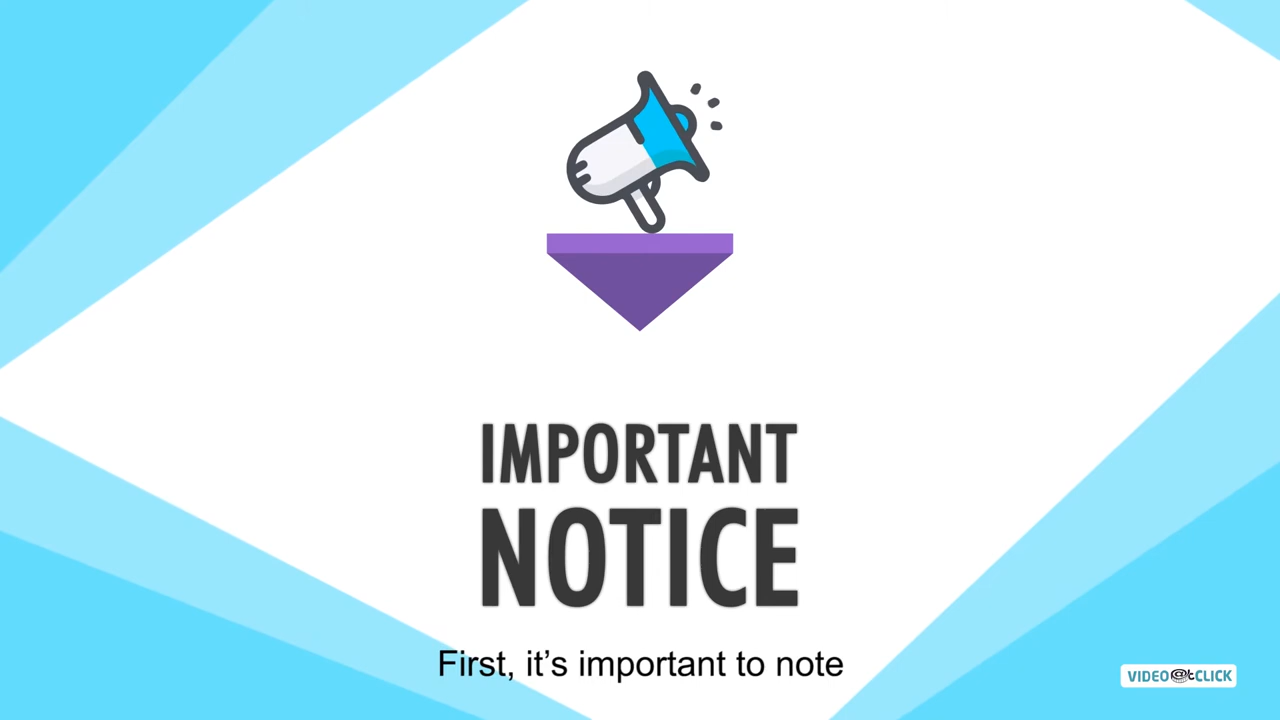 IMPORTANT
NOTICE
First, it’s important to note
VIDEO@CLICK